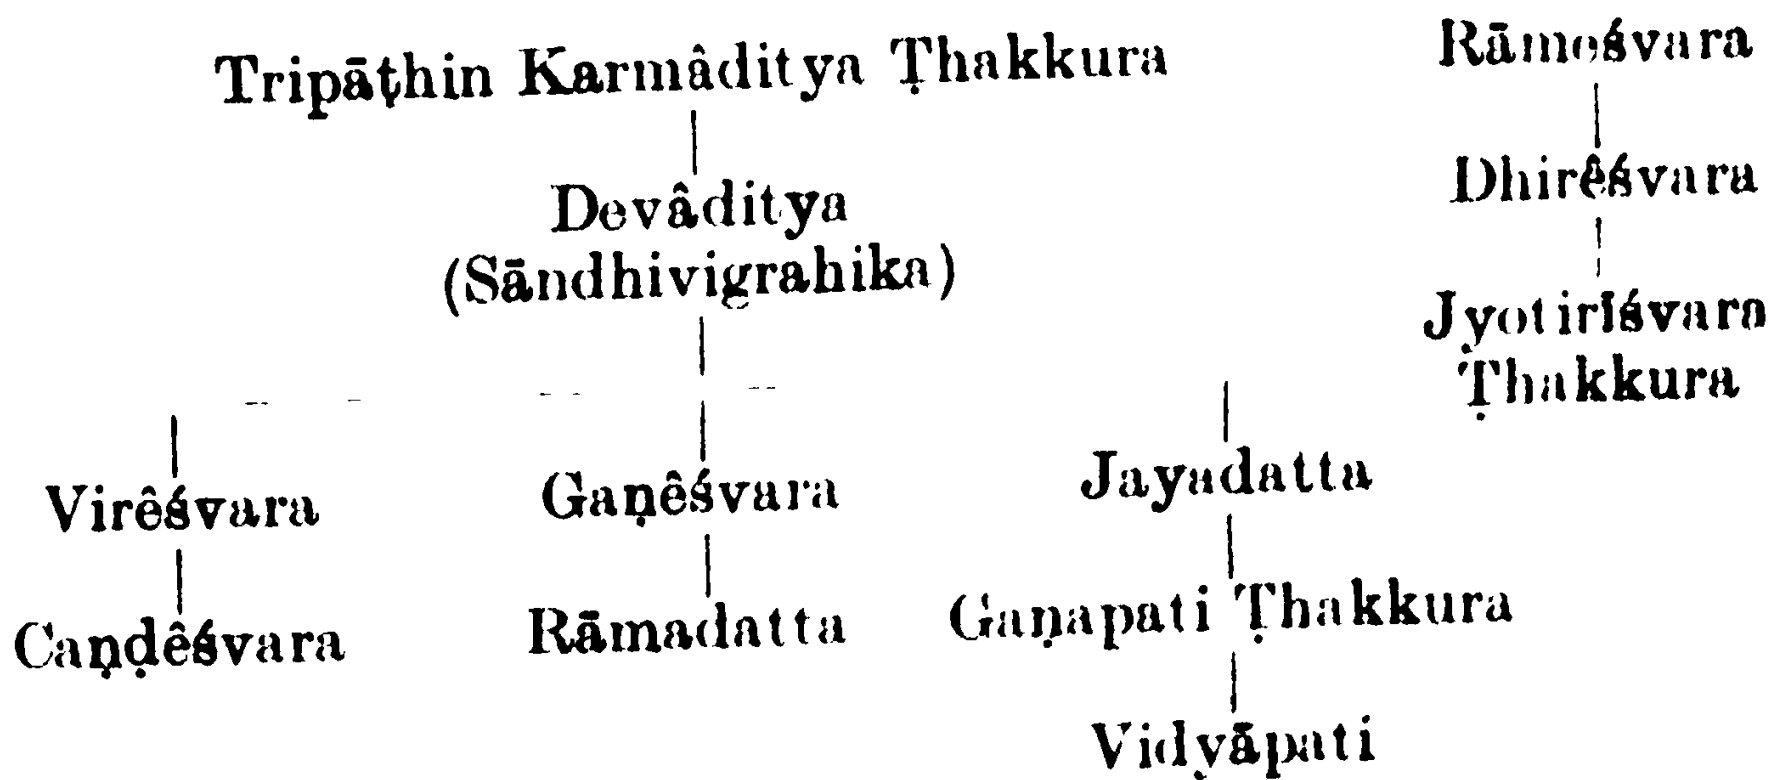 Tripāṭhin Karmâditya Ṭhakkura
Devâditya
(Sāndhivigrahika)
Virêśvara
Gaṇêśvara
Jayadatta
Caṇḍêśvara
Rāmadatta
Gaṇapati Ṭhakkura
Vidyāpati
Rāmeśvara
Dhirêśvara
Jyotirīśvara
Ṭhakkura